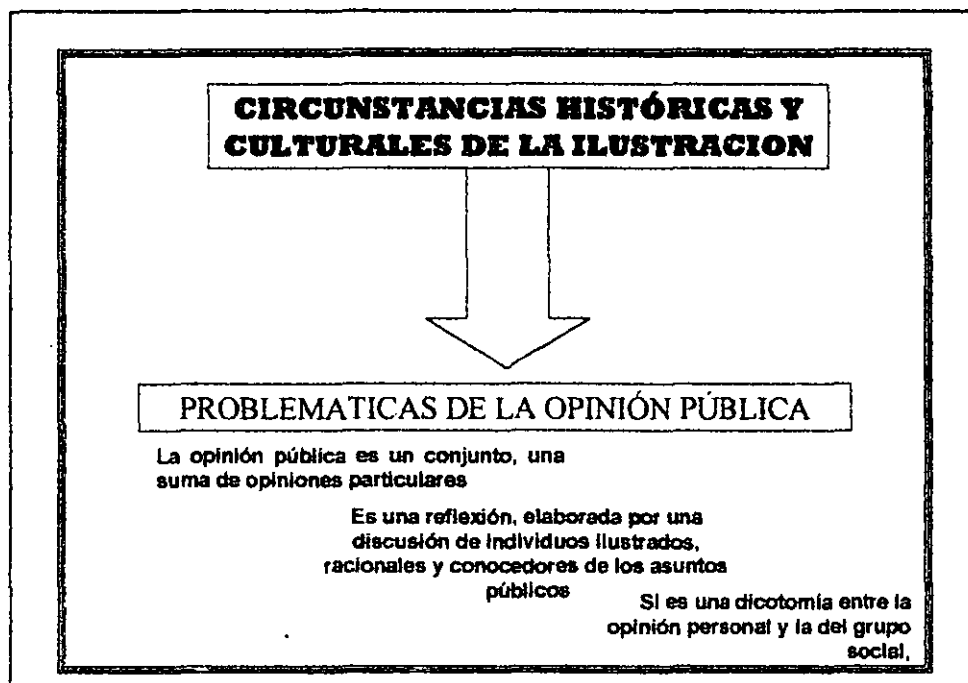 CIRCUNSTANCIAS HISTÓRICAS Y
CULTURALES DE LA ILUSTRACION
PROBLEMATICAS DE LA OPINIÓN PÚBLICA
La opinión pública es un conjunto, una
suma de opiniones particulares
Es una reflexión, elaborada por una
discusión de individuos ilustrados,
racionales y conocedores de los asuntos
públicos
Si es una dicotomía entre la
opinión personal y la del grupo
social,